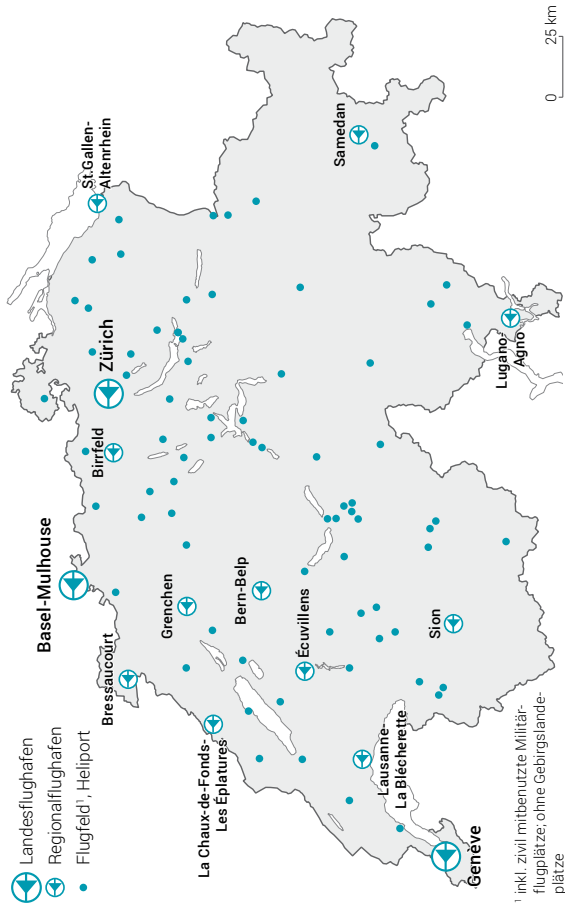 Landesflughafen
Regionalflughafen
Flugfeld¹, Heliport
Basel-Mulhouse
Zürich
St.Gallen-
Altenrhein
Birrfeld
Bressaucourt
Grenchen
Bern-Belp
La Chaux-de-Fonds-
Les Éplatures
Écuvillens
Samedan
Lausanne-
La Blécherette
Sion
Lugano-
Agno
Genève
¹ inkl. zivil mitbenutzte Militär-
flugplätze; ohne Gebirgslande-
plätze
0 25 km